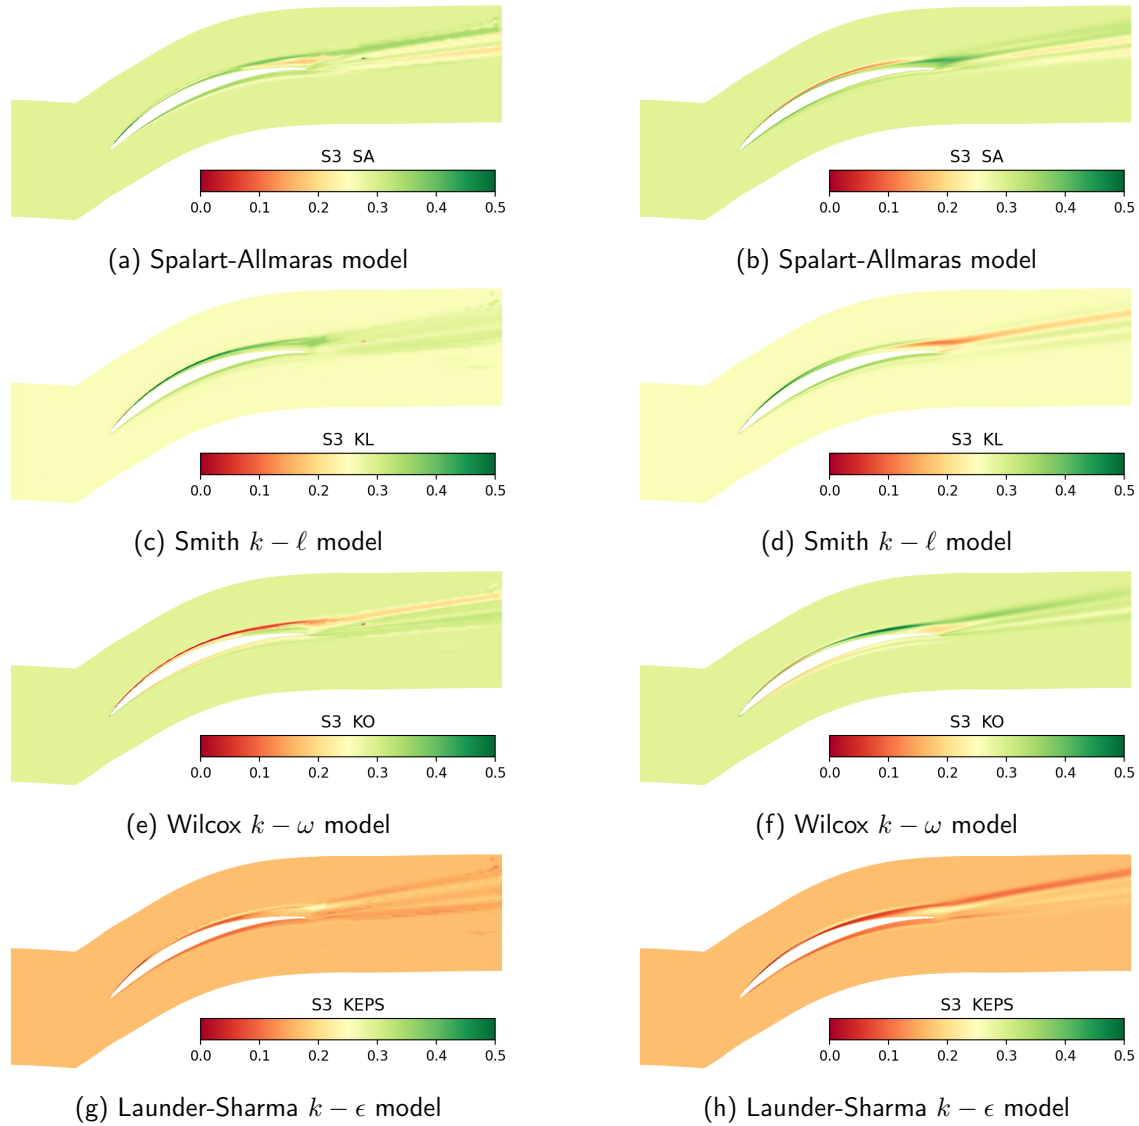 S3 SA
0.0 0.1 0.2 0.3 0.4 0.5
(a) Spalart-Allmaras model
S3 SA
0.0 0.1 0.2 0.3 0.4 0.5
(b) Spalart-Allmaras model
S3 KL
0.0 0.1 0.2 0.3 0.4 0.5
(c) Smith k − ℓ model
S3 KL
0.0 0.1 0.2 0.3 0.4 0.5
(d) Smith k − ℓ model
S3 KO
0.0 0.1 0.2 0.3 0.4 0.5
(e) Wilcox k − ω model
S3 KO
0.0 0.1 0.2 0.3 0.4 0.5
(f) Wilcox k − ω model
S3 KEPS
0.0 0.1 0.2 0.3 0.4 0.5
(g) Launder-Sharma k − ϵ model
S3 KEPS
0.0 0.1 0.2 0.3 0.4 0.5
(h) Launder-Sharma k − ϵ model